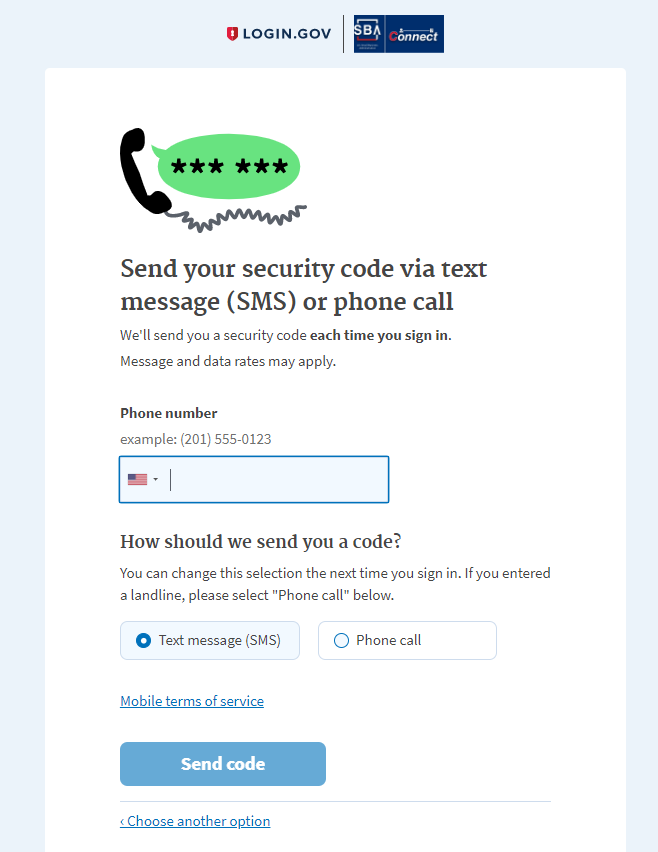 LOGIN.GOV
SBA Connect
*** ***
Send your security code via text
message (SMS) or phone call
We'll send you a security code each time you sign in.
Message and data rates may apply.
Phone number
example: (201) 555-0123
How should we send you a code?
You can change this selection the next time you sign in. If you entered
a landline, please select "Phone call" below.
Text message (SMS) Phone call
Mobile terms of service
Send code
‹ Choose another option